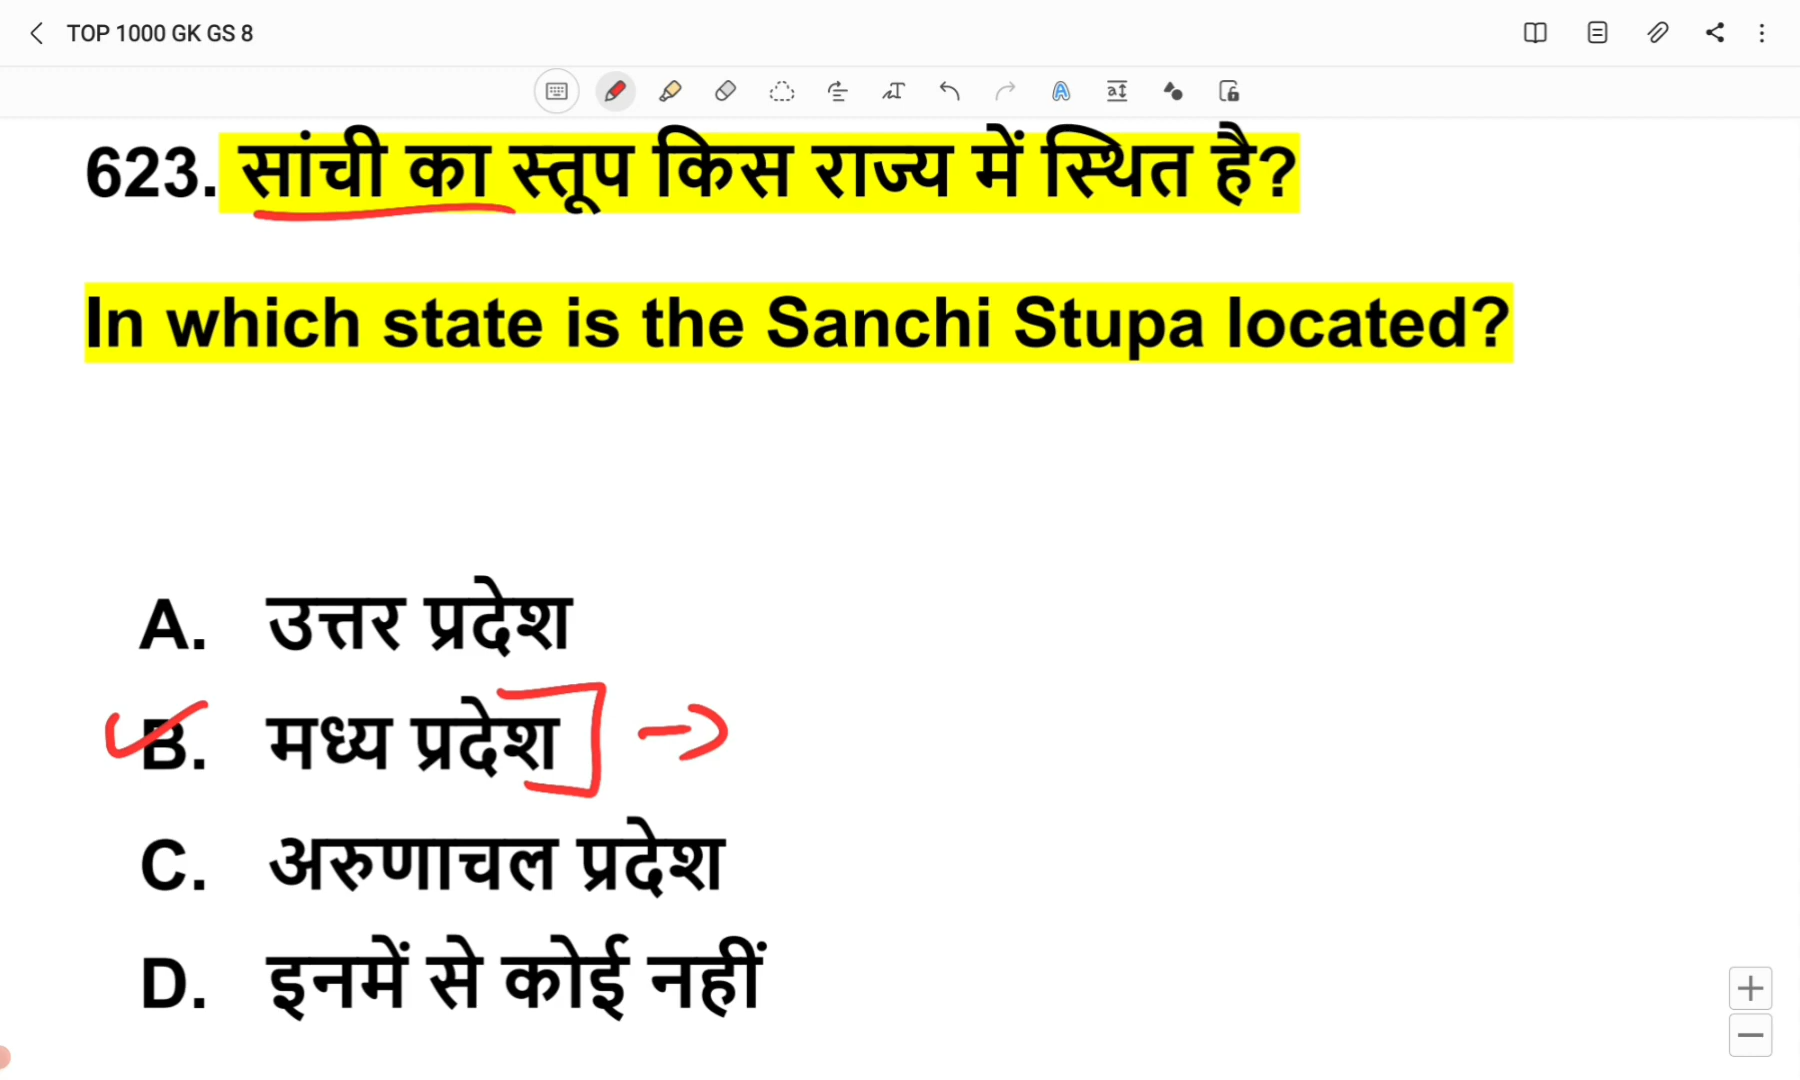 TOP 1000 GK GS 8
623. सांची का स्तूप किस राज्य में स्थित है?
In which state is the Sanchi Stupa located?
A. उत्तर प्रदेश
B. मध्य प्रदेश
C. अरुणाचल प्रदेश
D. इनमें से कोई नहीं